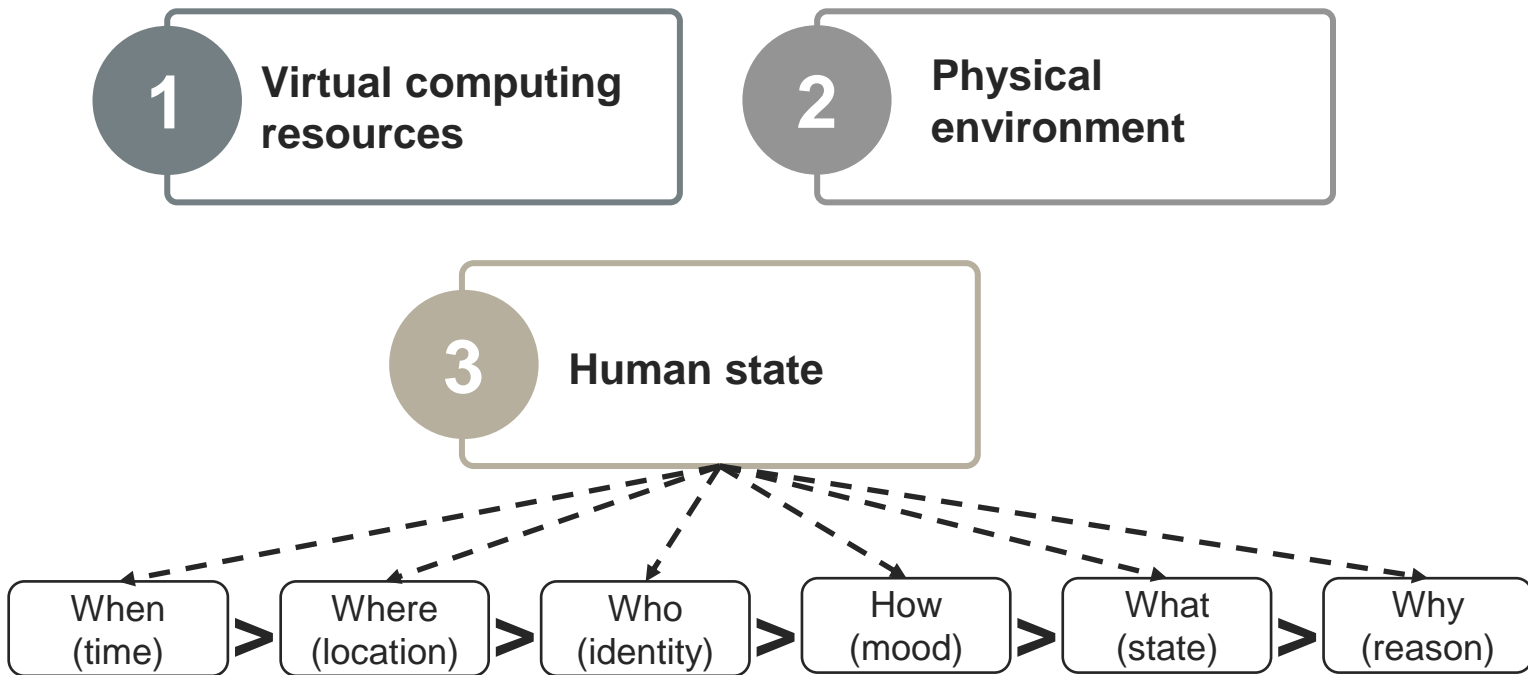 1
Virtual computing
resources
2
Physical
environment
3
Human state
When
(time)
>
Where
(location)
>
Who
(identity)
>
How
(mood)
>
What
(state)
>
Why
(reason)